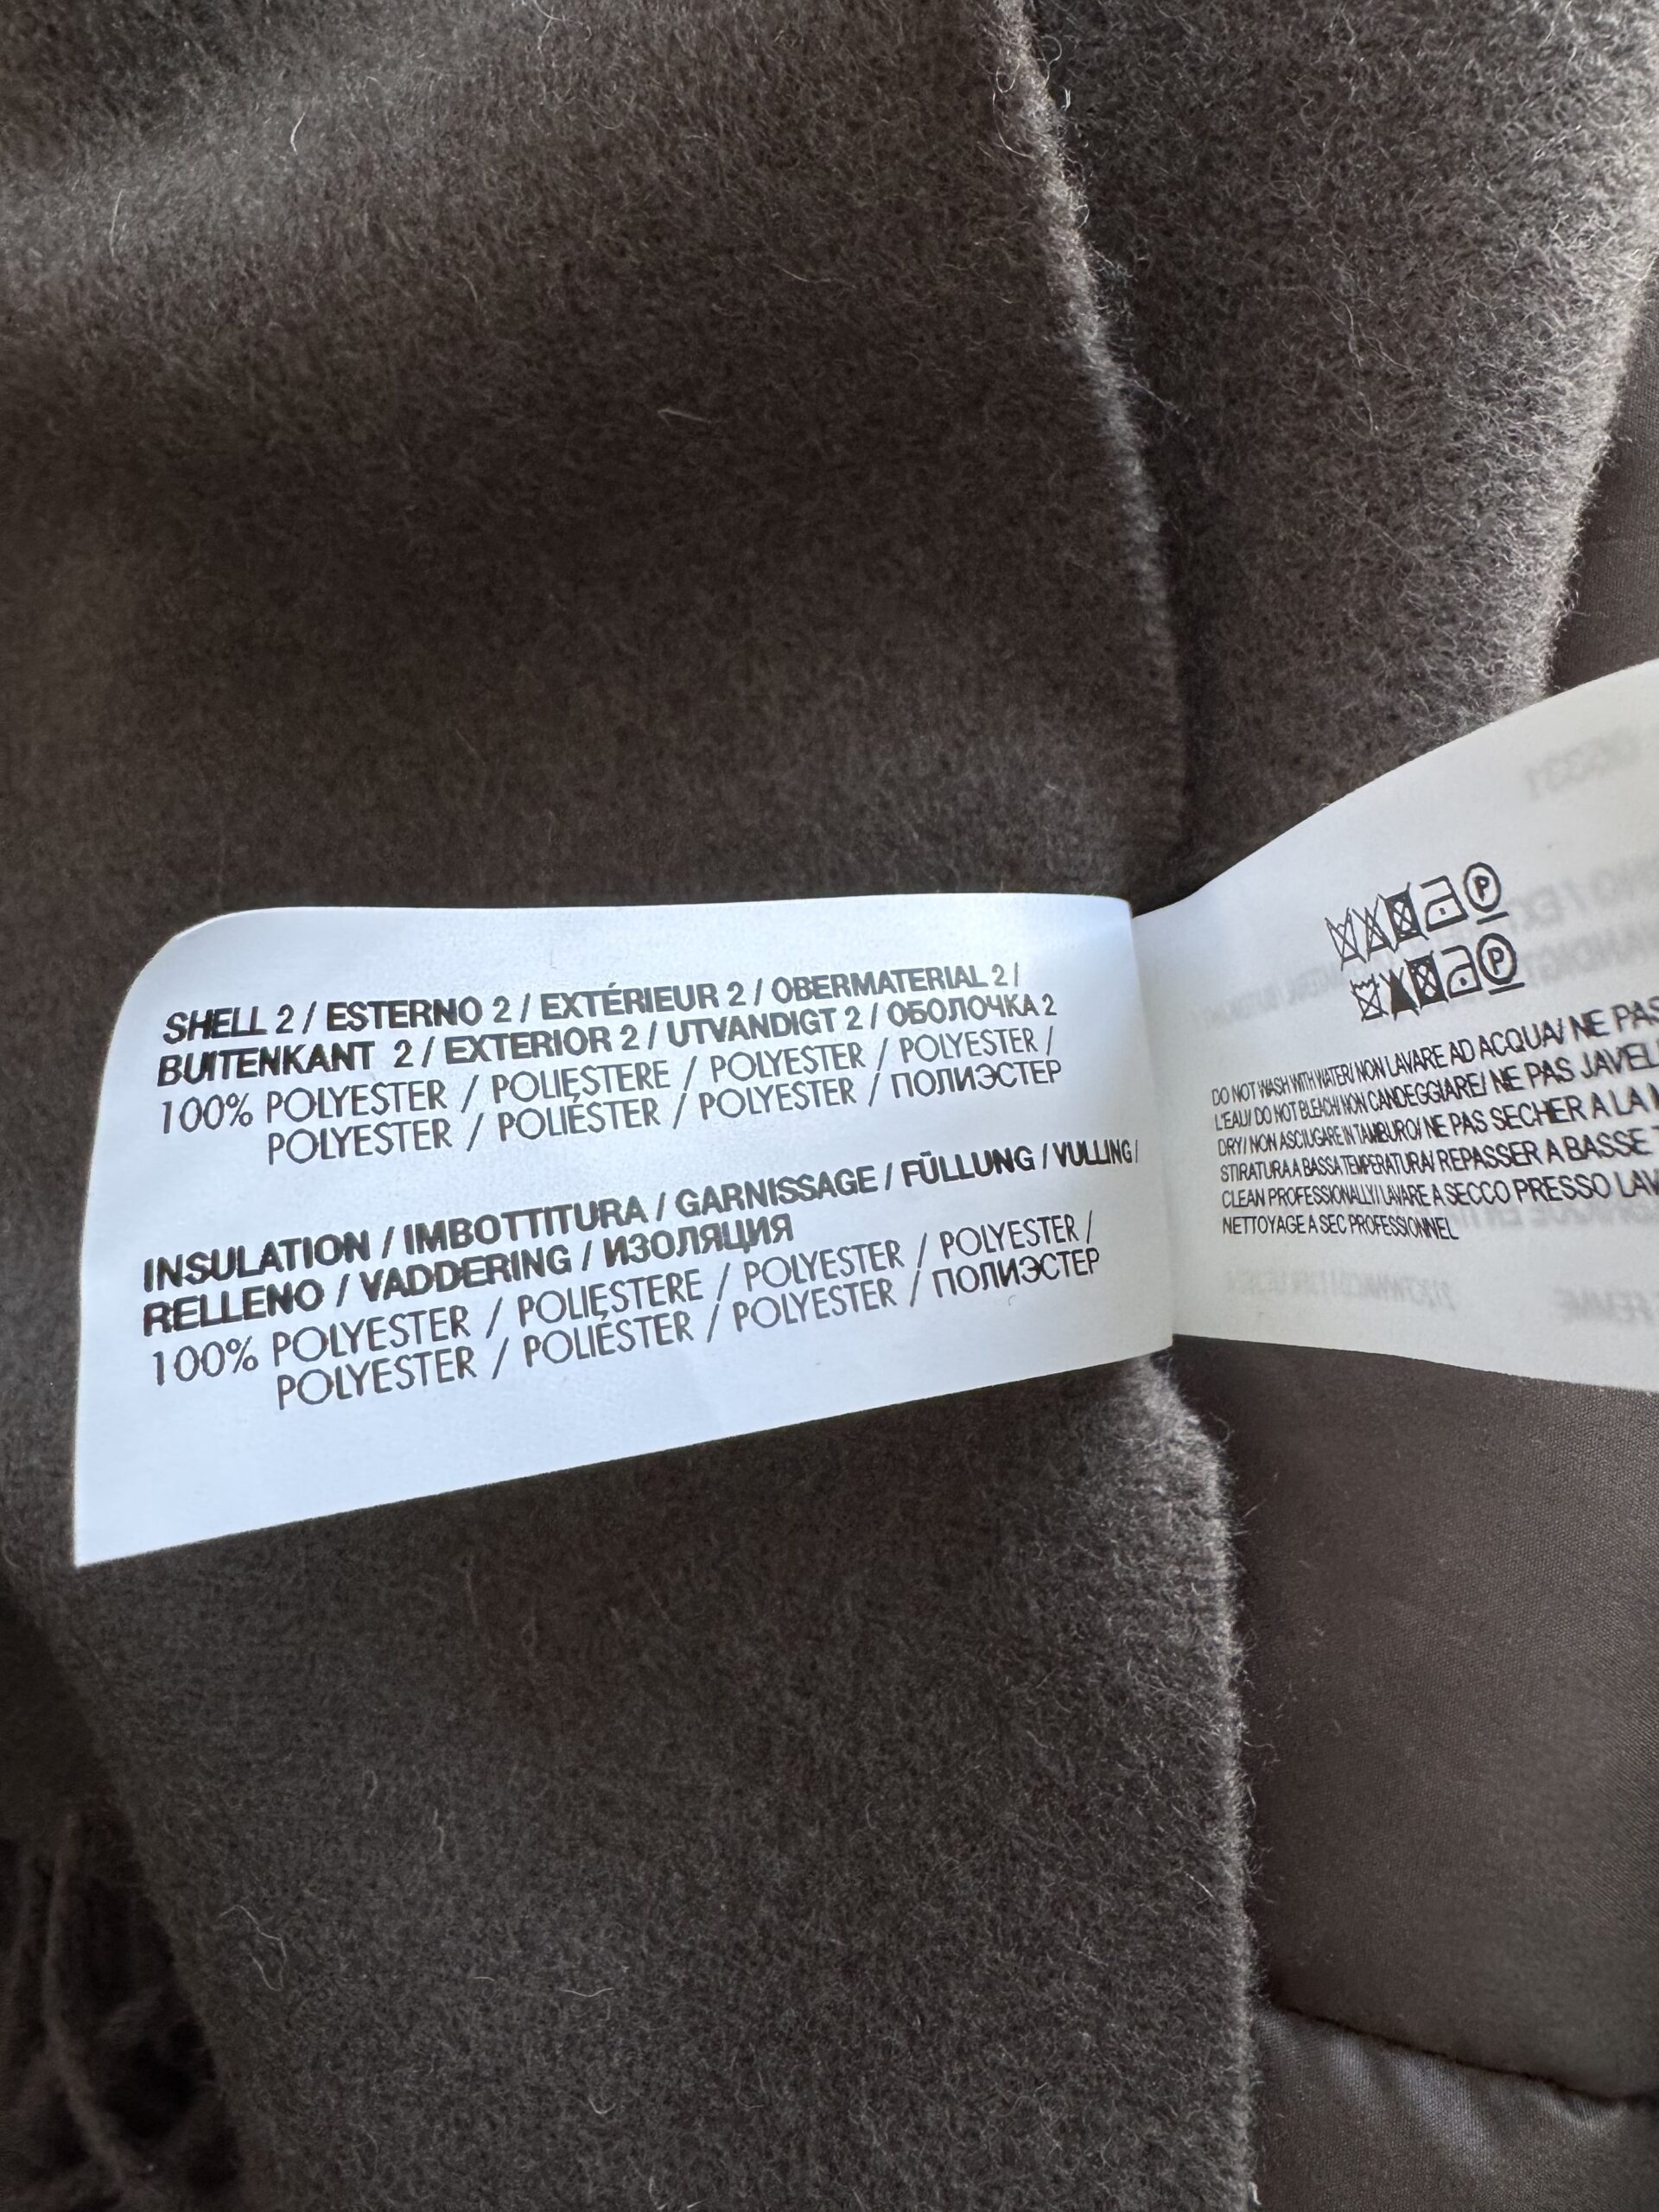 SHELL 2 / ESTERNO 2 / EXTÉRIEUR 2 / OBERMATERIAL 2 /
BUITENKANT 2 / EXTERIOR 2 / UTVANDIGT 2 / ОБОЛОЧКА 2
100% POLYESTER / POLIESTERE / POLYESTER / POLYESTER /
POLYESTER / POLIÉSTER / POLYESTER / ПОЛИЭСТЕР
INSULATION / IMBOTTITURA / GARNISSAGE / FÜLLUNG / VULLING /
RELLENO / VADDERING / ИЗОЛЯЦИЯ
100% POLYESTER / POLIESTERE / POLYESTER / POLYESTER /
POLYESTER / POLIÉSTER / POLYESTER / ПОЛИЭСТЕР
P
P
DO NOT WASH WITH WATER/ NON LAVARE AD ACQUA/ NE PAS
L'EAU/ DO NOT BLEACH/ NON CANDEGGIARE/ NE PAS JAVEL
DRY/ NON ASCIUGARE IN TAMBURO/ NE PAS SECHER A LA
STIRATURA A BASSA TEMPERATURA/ REPASSER A BASSE
CLEAN PROFESSIONALLY/ LAVARE A SECCO PRESSO LAV
NETTOYAGE A SEC PROFESSIONNEL